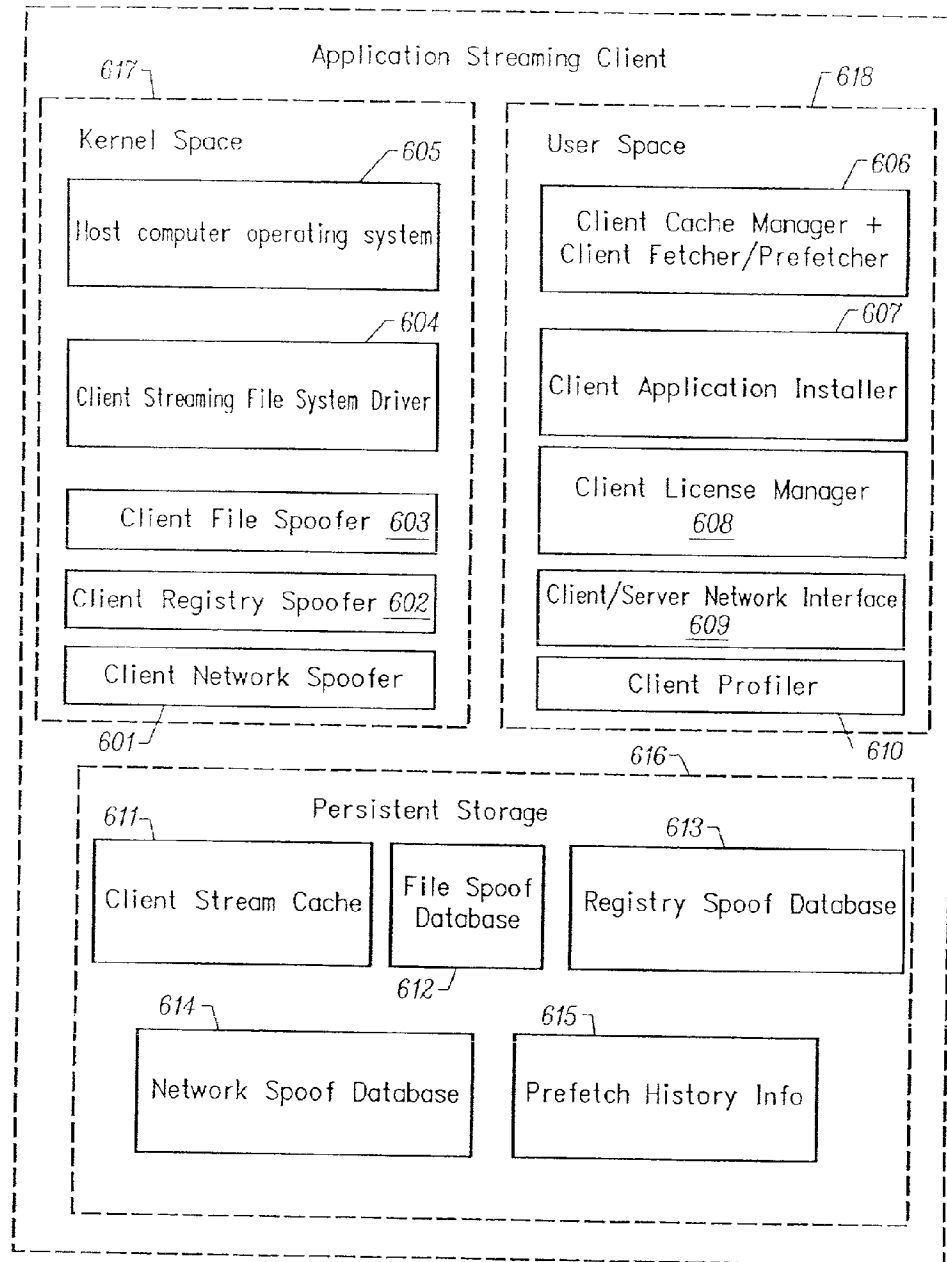 Application Streaming Client
617
618
Kernel Space
605
Host computer operating system
604
Client Streaming File System Driver
Client File Spoofer 603
Client Registry Spoofer 602
Client Network Spoofer
601
User Space
606
Client Cache Manager +
Client Fetcher/Prefetcher
607
Client Application Installer
Client License Manager
608
Client/Server Network Interface
609
Client Profiler
610
616
Persistent Storage
611
Client Stream Cache
File Spoof
Database
612
613
Registry Spoof Database
614
Network Spoof Database
615
Prefetch History Info